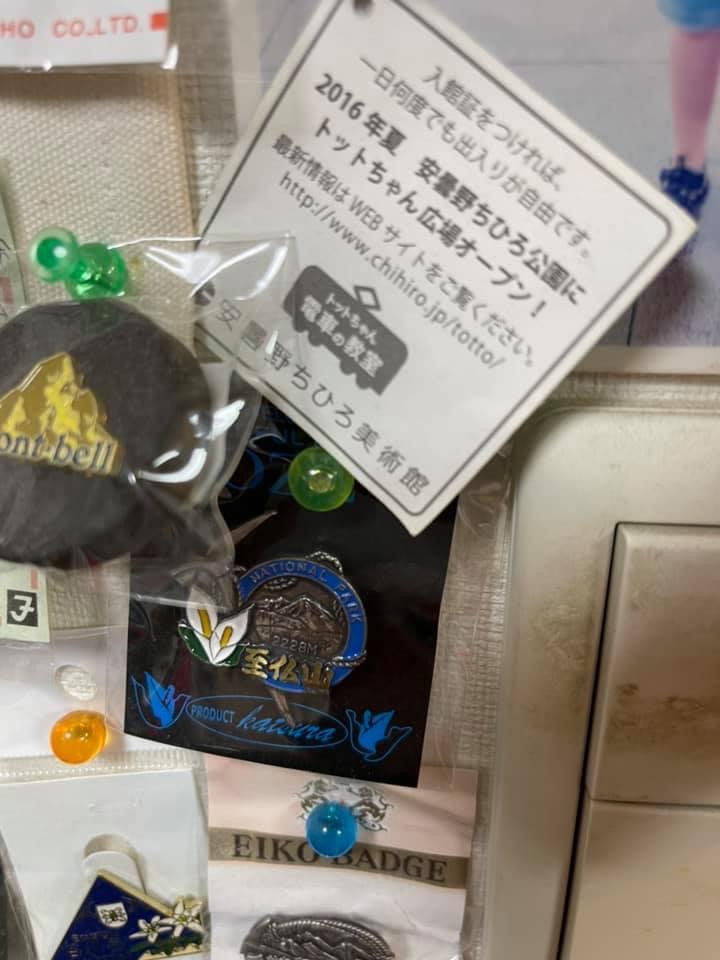 HO CO.,LTD.
入館証をつければ、
一日何度でも出入りが自由です。
2016年夏 安曇野ちひろ公園に
トットちゃん広場オープン！
最新情報はWEBサイトをご覧ください。
http://www.chihiro.jp/totto/
トットちゃん
電車の教室
安曇野ちひろ美術館
ont-bell
NATIONAL PARK
2228M
至仏山
PRODUCT katsura
EIKO BADGE